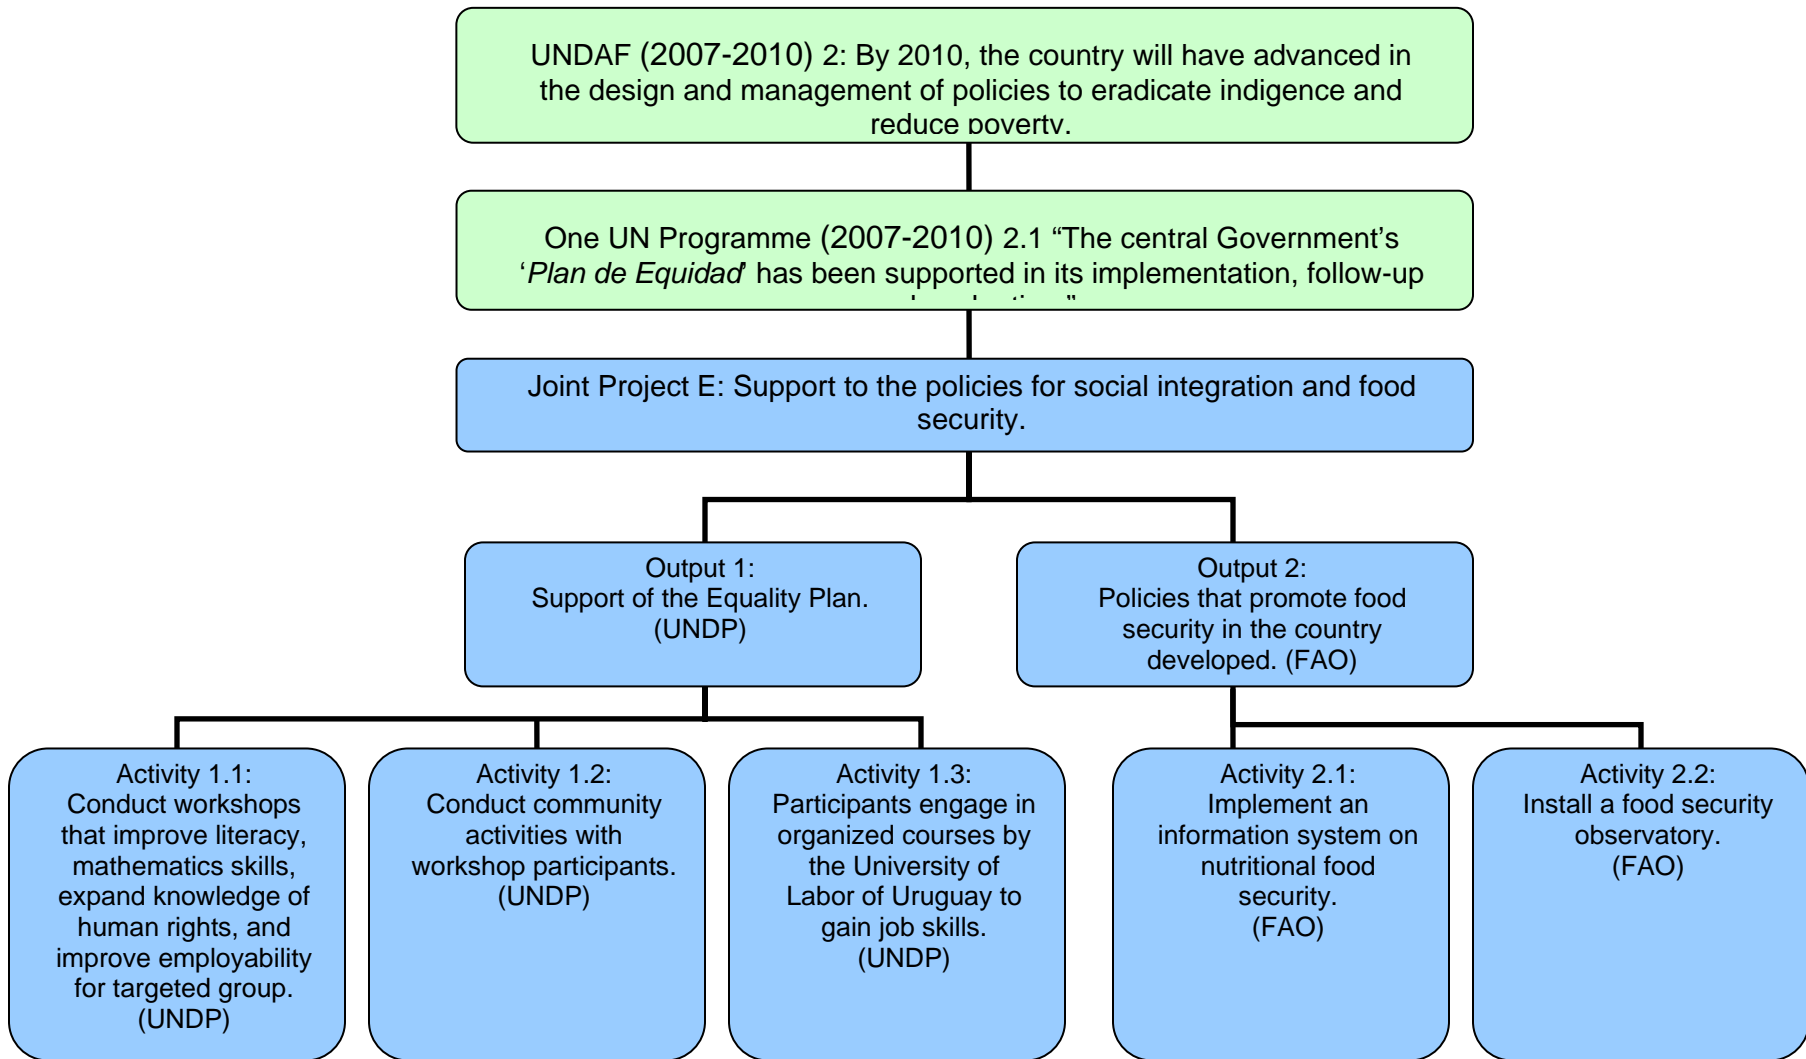 UNDAF (2007-2010) 2: By 2010, the country will have advanced in
the design and management of policies to eradicate indigence and
reduce poverty.
One UN Programme (2007-2010) 2.1 “The central Government’s
‘Plan de Equidad’ has been supported in its implementation, follow-up
Joint Project E: Support to the policies for social integration and food
security.
Output 1:
Support of the Equality Plan.
(UNDP)
Output 2:
Policies that promote food
security in the country
developed. (FAO)
Activity 1.1:
Conduct workshops
that improve literacy,
mathematics skills,
expand knowledge of
human rights, and
improve employability
for targeted group.
(UNDP)
Activity 1.2:
Conduct community
activities with
workshop participants.
(UNDP)
Activity 1.3:
Participants engage in
organized courses by
the University of
Labor of Uruguay to
gain job skills.
(UNDP)
Activity 2.1:
Implement an
information system on
nutritional food
security.
(FAO)
Activity 2.2:
Install a food security
observatory.
(FAO)